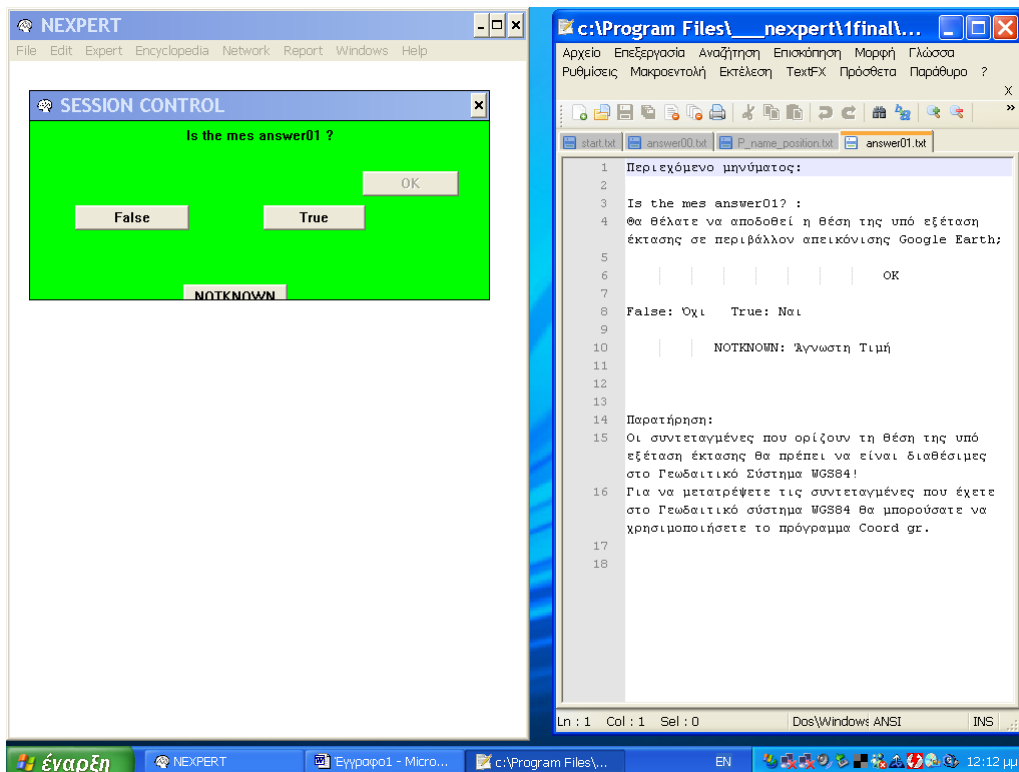 NEXPERT
File Edit Expert Encyclopedia Network Report Windows Help
SESSION CONTROL
Is the mes answer01 ?
OK
False True
NOTKNOWN
c:\Program Files\___nexpert\1final\...
Αρχείο Επεξεργασία Αναζήτηση Επισκόπηση Μορφή Γλώσσα
Ρυθμίσεις Μακροεντολή Εκτέλεση TextFX Πρόσθετα Παράθυρο ?
X
»
start.txt answer00.txt P_name_position.txt answer01.txt
1 Περιεχόμενο μηνύματος:
2
3 Is the mes answer01? :
4 Θα θέλατε να αποδοθεί η θέση της υπό εξέταση
έκτασης σε περιβάλλον απεικόνισης Google Earth;
5
6 OK
7
8 False: Όχι True: Ναι
9
10 NOTKNOWN: Άγνωστη Τιμή
11
12
13
14 Παρατήρηση:
15 Οι συντεταγμένες που ορίζουν τη θέση της υπό
εξέταση έκτασης θα πρέπει να είναι διαθέσιμες
στο Γεωδαιτικό Σύστημα WGS84!
16 Για να μετατρέψετε τις συντεταγμένες που έχετε
στο Γεωδαιτικό σύστημα WGS84 θα μπορούσατε να
χρησιμοποιήσετε το πρόγραμμα Coord gr.
17
18
Ln : 1 Col : 1 Sel : 0 Dos\Windows ANSI INS
έναρξη NEXPERT Έγγραφο1 - Micro... c:\Program Files\... EN 12:12 μμ